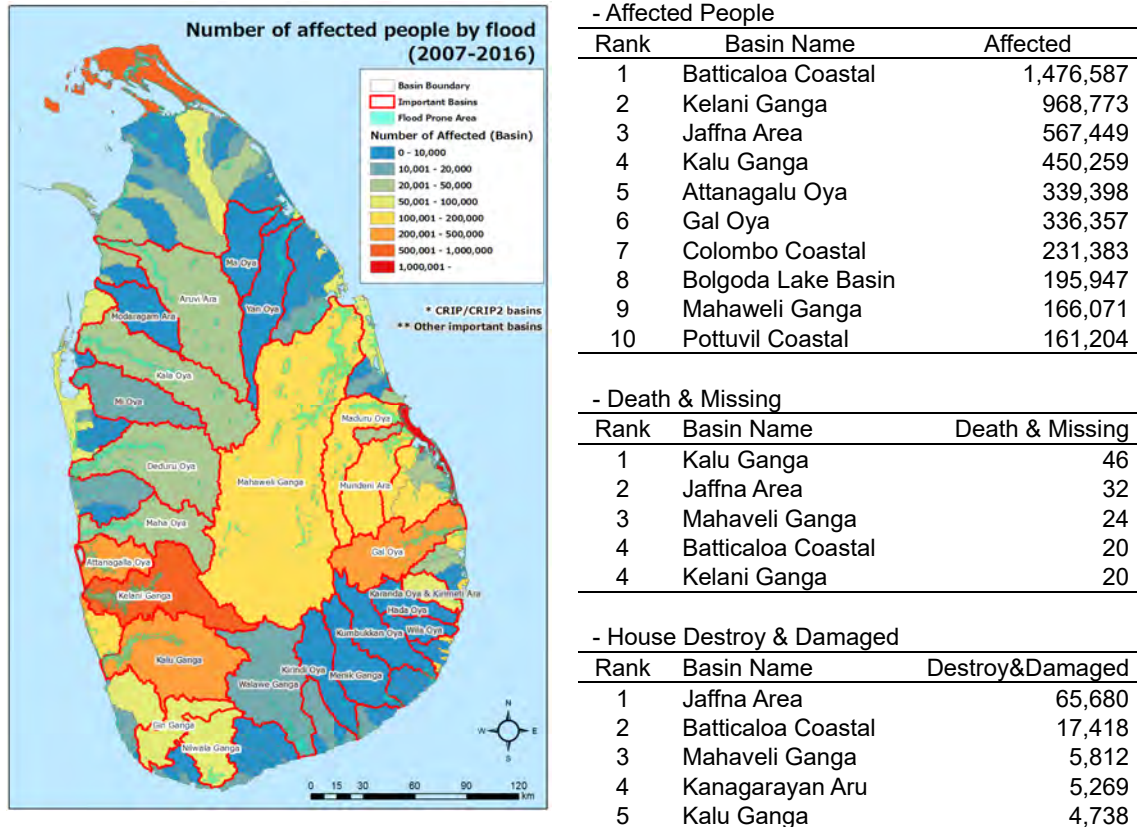 Number of affected people by flood
(2007-2016)
Basin Boundary
Important Basins
Flood Prone Area
Number of Affected (Basin)
0 - 10,000
10,001 - 20,000
20,001 - 50,000
50,001 - 100,000
100,001 - 200,000
200,001 - 500,000
500,001 - 1,000,000
1,000,001 -
* CRIP/CRIP2 basins
** Other important basins
Ma Oya
Yan Oya
Aruvi Ara
Modaragam Ara
Kala Oya
Mi Oya
Maduru Oya
Deduru Oya
Mahaweli Ganga
Mundeni Ara
Maha Oya
Gal Oya
Attanagalla Oya
Kelani Ganga
Karanda Oya & Kirimeti Ara
Hada Oya
Kumbukkan Oya
Wila Oya
Kalu Ganga
Kirindi Oya
Menik Ganga
Walawe Ganga
Gin Ganga
Nilwala Ganga
N
W E
S
0 15 30 60 90 120
km
- Affected People
Rank Basin Name Affected
1 Batticaloa Coastal 1,476,587
2 Kelani Ganga 968,773
3 Jaffna Area 567,449
4 Kalu Ganga 450,259
5 Attanagalu Oya 339,398
6 Gal Oya 336,357
7 Colombo Coastal 231,383
8 Bolgoda Lake Basin 195,947
9 Mahaweli Ganga 166,071
10 Pottuvil Coastal 161,204
- Death & Missing
Rank Basin Name Death & Missing
1 Kalu Ganga 46
2 Jaffna Area 32
3 Mahaveli Ganga 24
4 Batticaloa Coastal 20
4 Kelani Ganga 20
- House Destroy & Damaged
Rank Basin Name Destroy&Damaged
1 Jaffna Area 65,680
2 Batticaloa Coastal 17,418
3 Mahaveli Ganga 5,812
4 Kanagarayan Aru 5,269
5 Kalu Ganga 4,738